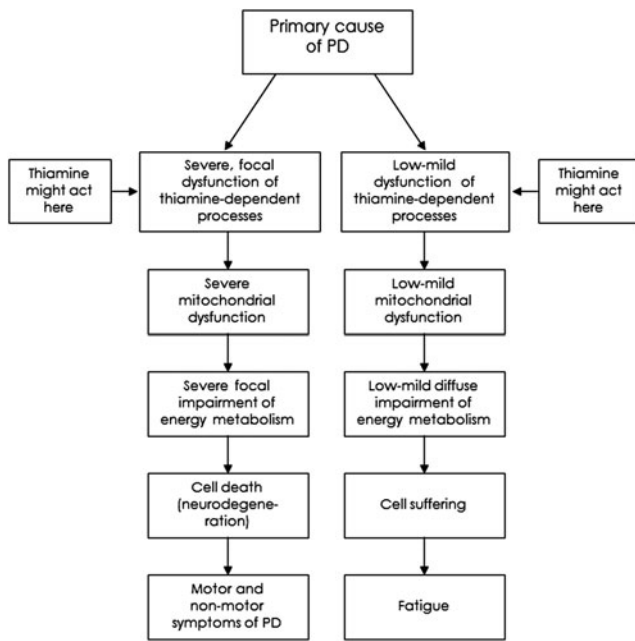 Primary cause
of PD
Thiamine
might act
here
Severe, focal
dysfunction of
thiamine-dependent
processes
Low-mild
dysfunction of
thiamine-dependent
processes
Thiamine
might act
here
Severe
mitochondrial
dysfunction
Low-mild
mitochondrial
dysfunction
Severe focal
impairment of
energy metabolism
Low-mild diffuse
impairment of
energy metabolism
Cell death
(neurodegene-
ration)
Cell suffering
Motor and
non-motor
symptoms of PD
Fatigue